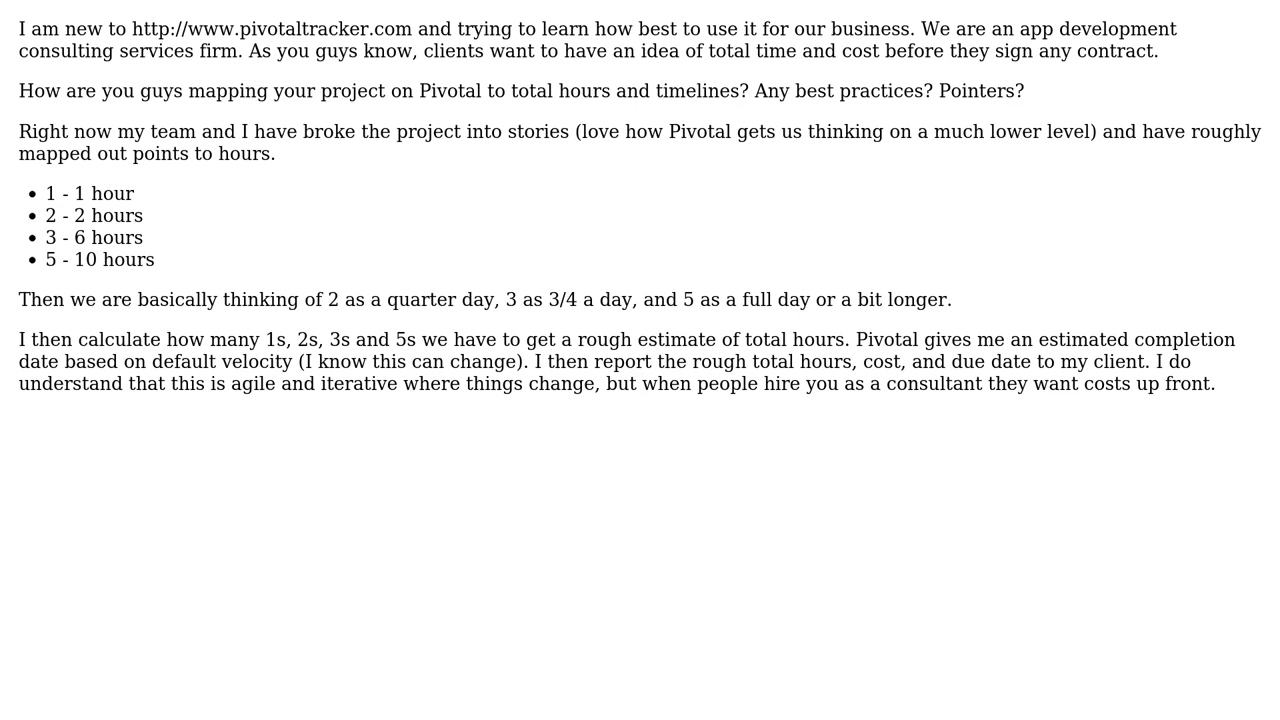 I am new to http://www.pivotaltracker.com and trying to learn how best to use it for our business. We are an app development
consulting services firm. As you guys know, clients want to have an idea of total time and cost before they sign any contract.
How are you guys mapping your project on Pivotal to total hours and timelines? Any best practices? Pointers?
Right now my team and I have broke the project into stories (love how Pivotal gets us thinking on a much lower level) and have roughly
mapped out points to hours.
• 1 - 1 hour
• 2 - 2 hours
• 3 - 6 hours
• 5 - 10 hours
Then we are basically thinking of 2 as a quarter day, 3 as 3/4 a day, and 5 as a full day or a bit longer.
I then calculate how many 1s, 2s, 3s and 5s we have to get a rough estimate of total hours. Pivotal gives me an estimated completion
date based on default velocity (I know this can change). I then report the rough total hours, cost, and due date to my client. I do
understand that this is agile and iterative where things change, but when people hire you as a consultant they want costs up front.